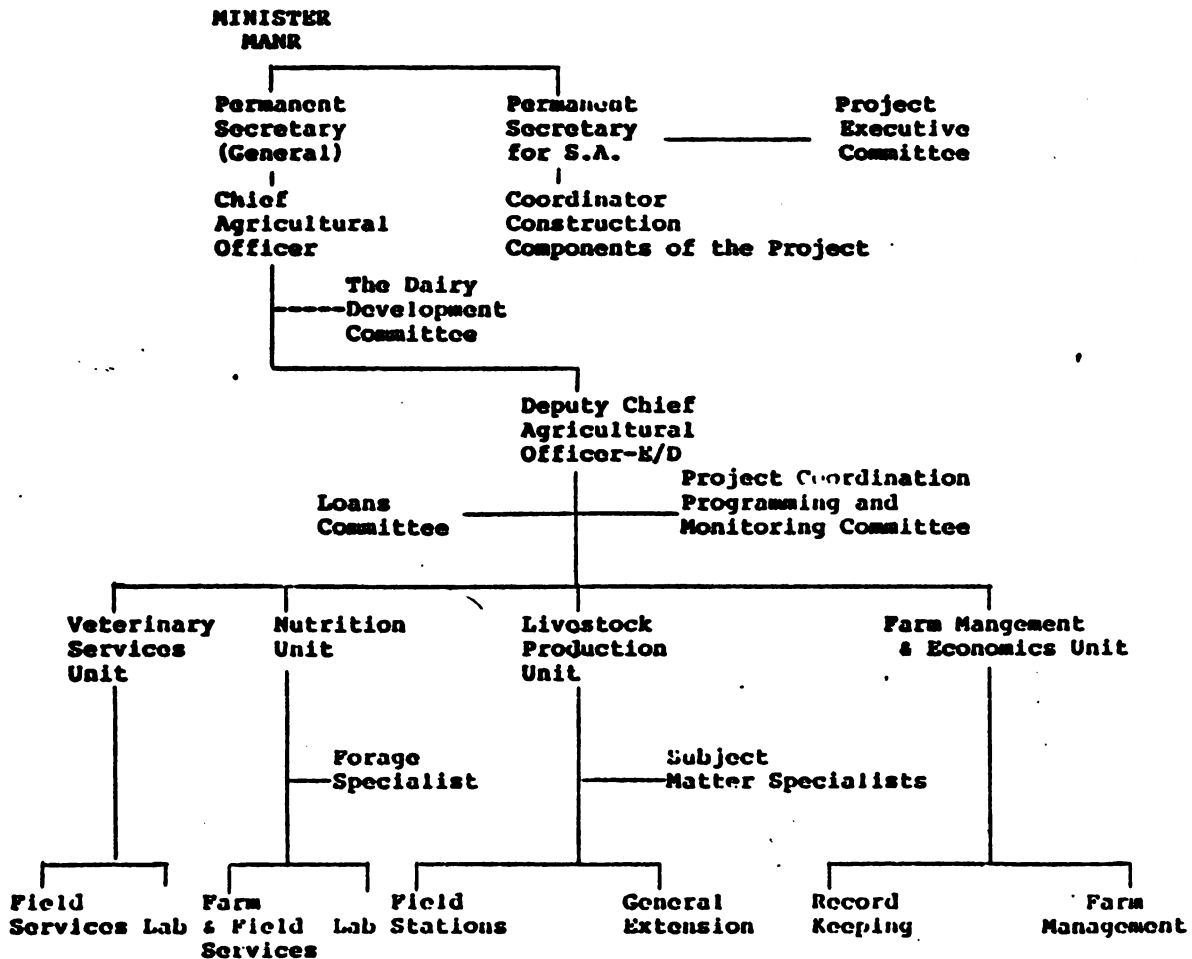 MINISTER
MANR
Permanent
Secretary
(General)
Permanent
Secretary
for S.A.
Project
Executive
Committee
Chief
Agricultural
Officer
Coordinator
Construction
Components of the Project
The Dairy
Development
Committee
Deputy Chief
Agricultural
Officer-E/D
Loans
Committee
Project Coordination
Programming and
Monitoring Committee
Veterinary
Services
Unit
Nutrition
Unit
Livestock
Production
Unit
Farm Mangement
& Economics Unit
Forage
Specialist
Subject
Matter Specialists
Field
Services
Lab
Farm
& Field
Services
Lab
Field
Stations
General
Extension
Record
Keeping
Farm
Management